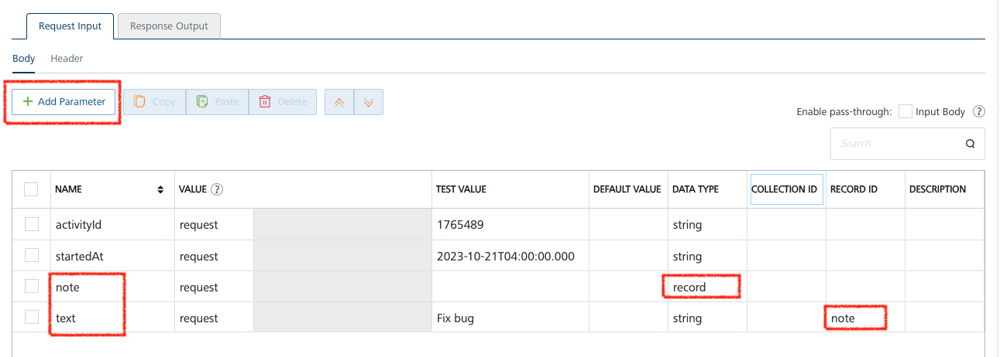 Request Input Response Output
Body Header
+ Add Parameter Copy Paste Delete
Enable pass-through: Input Body ?
Search
NAME VALUE ? TEST VALUE DEFAULT VALUE DATA TYPE COLLECTION ID RECORD ID DESCRIPTION
activityId request 1765489 string
startedAt request 2023-10-21T04:00:00.000 string
note request record
text request Fix bug string note